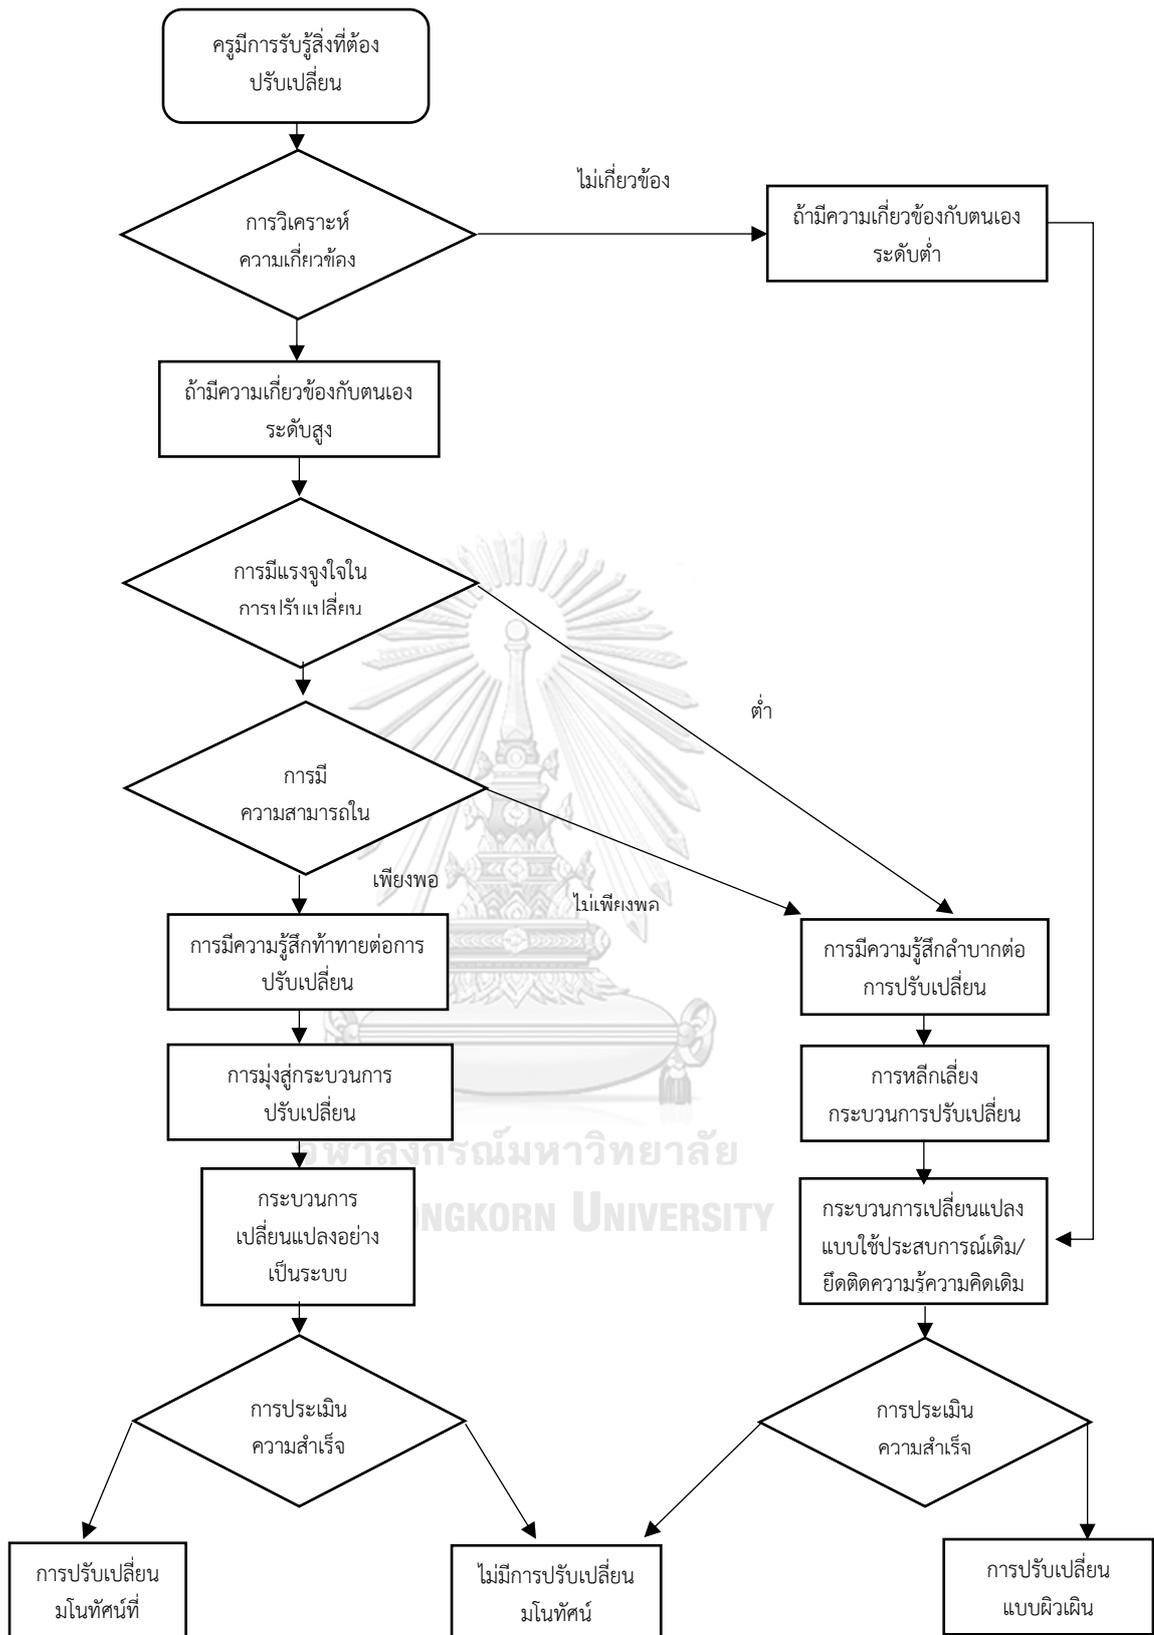 ครูมีการรับรู้สิ่งที่ต้อง
ปรับเปลี่ยน
ไม่เกี่ยวข้อง
การวิเคราะห์
ความเกี่ยวข้อง
ถ้ามีความเกี่ยวข้องกับตนเอง
ระดับต่ำ
ถ้ามีความเกี่ยวข้องกับตนเอง
ระดับสูง
การมีแรงจูงใจใน
การปรับเปลี่ยน
ต่ำ
การมี
ความสามารถใน
เพียงพอ
ไม่เพียงพอ
การมีความรู้สึกท้าทายต่อการ
ปรับเปลี่ยน
การมีความรู้สึกลำบากต่อ
การปรับเปลี่ยน
การมุ่งสู่กระบวนการ
ปรับเปลี่ยน
การหลีกเลี่ยง
กระบวนการปรับเปลี่ยน
จุฬาลงกรณ์มหาวิทยาลัย
NGKORN UNIVERSITY
กระบวนการ
เปลี่ยนแปลงอย่าง
เป็นระบบ
กระบวนการเปลี่ยนแปลง
แบบใช้ประสบการณ์เดิม/
ยึดติดความรู้ความคิดเดิม
การประเมิน
ความสำเร็จ
การประเมิน
ความสำเร็จ
การปรับเปลี่ยน
มโนทัศน์ที่
ไม่มีการปรับเปลี่ยน
มโนทัศน์
การปรับเปลี่ยน
แบบผิวเผิน